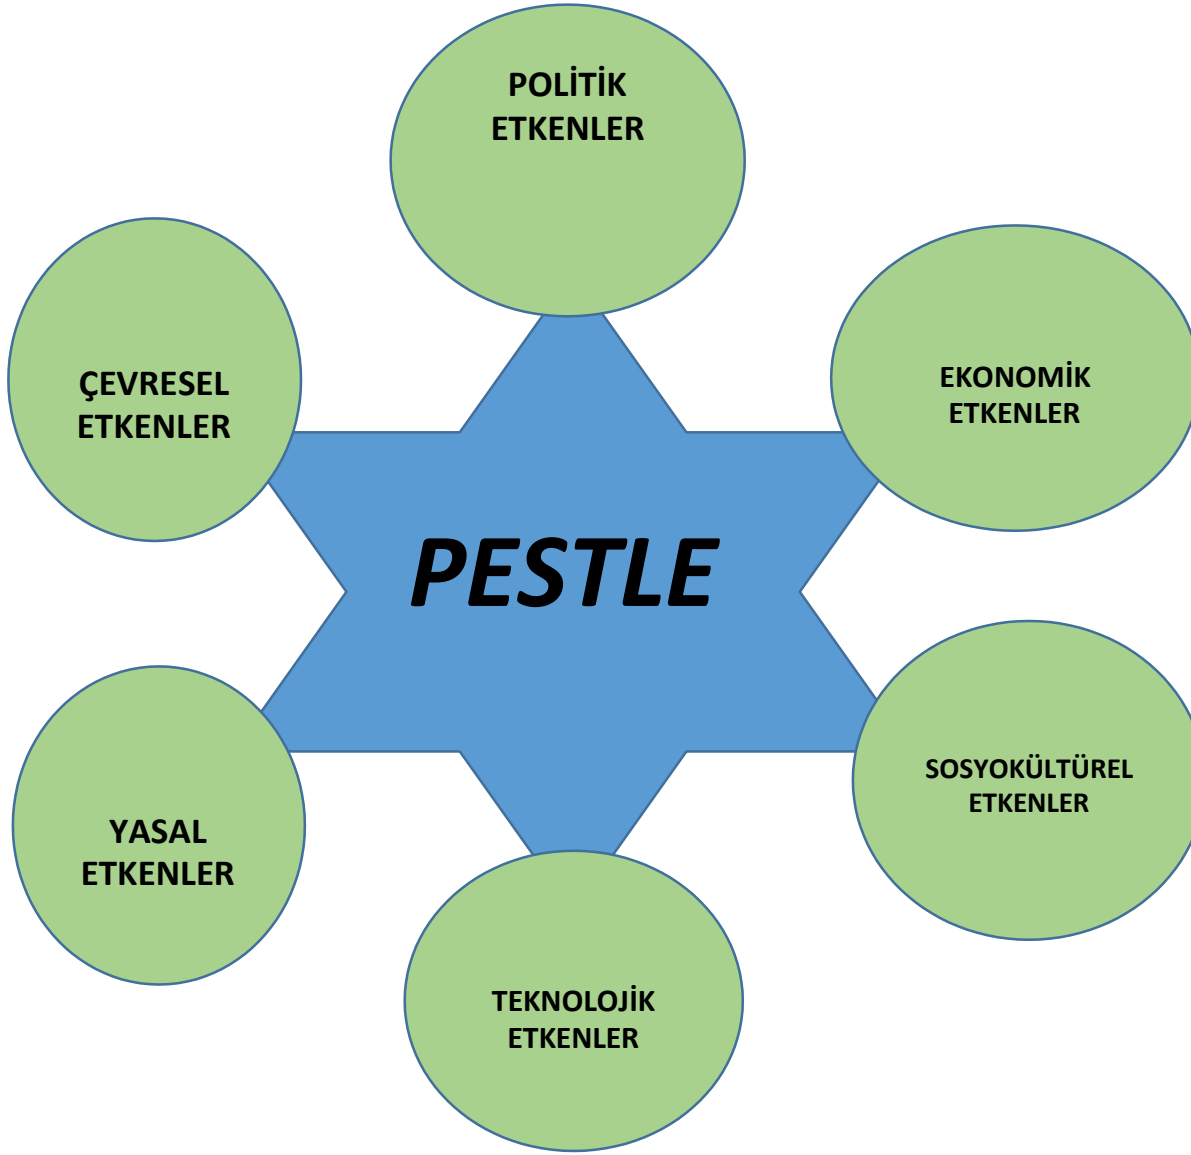 POLİTİK
ETKENLER
EKONOMİK
ETKENLER
SOSYOKÜLTÜREL
ETKENLER
TEKNOLOJİK
ETKENLER
YASAL
ETKENLER
ÇEVRESEL
ETKENLER
PESTLE